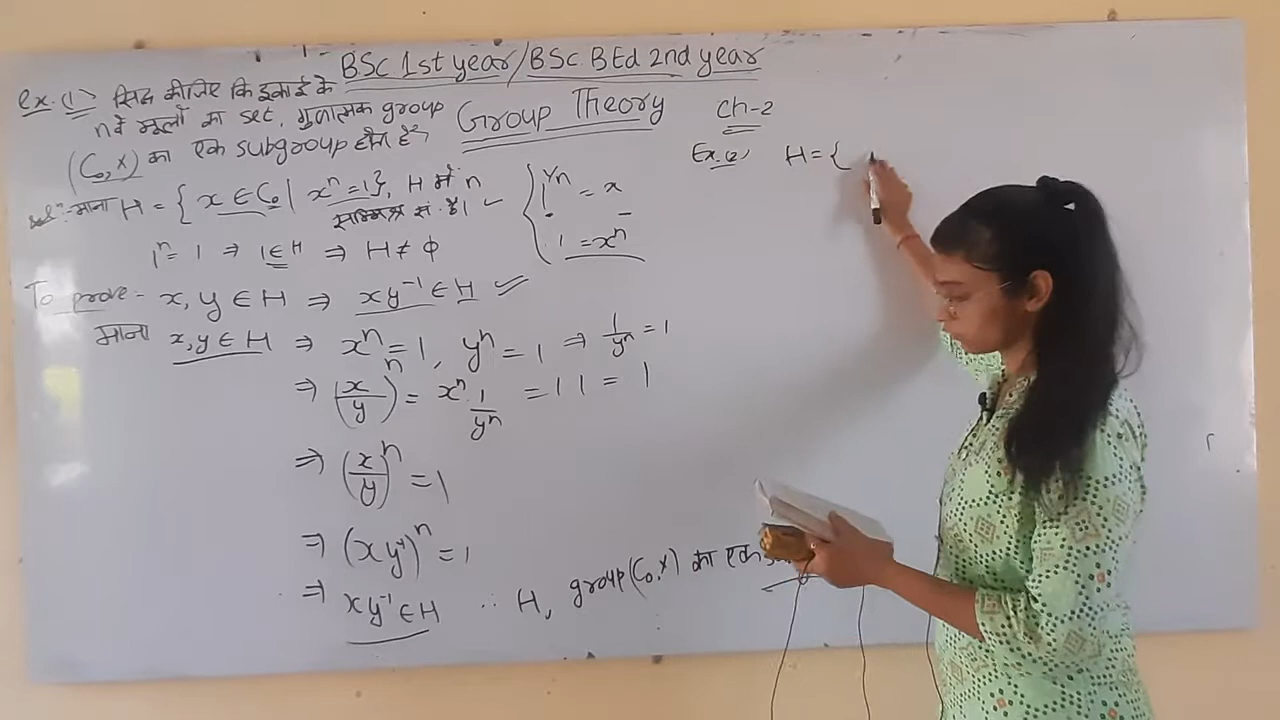 BSc 1st year/BSc BEd 2nd year
Group Theory
Ch-2
Ex.(1) सिद्ध कीजिए कि इकाई के
n वें मूलों का set, गुणात्मक group
(C₀,×) का एक subgroup होता है।
solⁿ:- माना H = { x ∈ C₀ | xⁿ = 1 }, H में n
सम्मिश्र सं. है।
1ⁿ = 1 ⇒ 1 ∈ H ⇒ H ≠ φ
1^{1/n} = x
1 = xⁿ
To prove- x, y ∈ H ⇒ xy⁻¹ ∈ H
माना x,y ∈ H ⇒ xⁿ = 1, yⁿ = 1 ⇒ 1/yⁿ = 1
⇒ (x/y)ⁿ = xⁿ · 1/yⁿ = 1·1 = 1
⇒ (x/y)ⁿ = 1
⇒ (xy⁻¹)ⁿ = 1
⇒ xy⁻¹ ∈ H ∴ H, group (C₀,×) का एक
Ex.(2) H = {